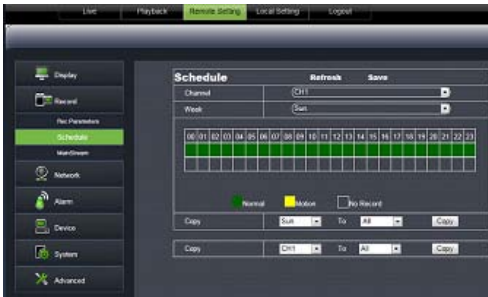 Live Playback Remote Setting Local Setting Logout
Display
Record
Rec Parameters
Schedule
MainStream
Network
Alarm
Device
System
Advanced
Schedule Refresh Save
Channel CH1
Week Sun
00 01 02 03 04 05 06 07 08 09 10 11 12 13 14 15 16 17 18 19 20 21 22 23
Normal Motion No Record
Copy Sun To All Copy
Copy CH1 To All Copy